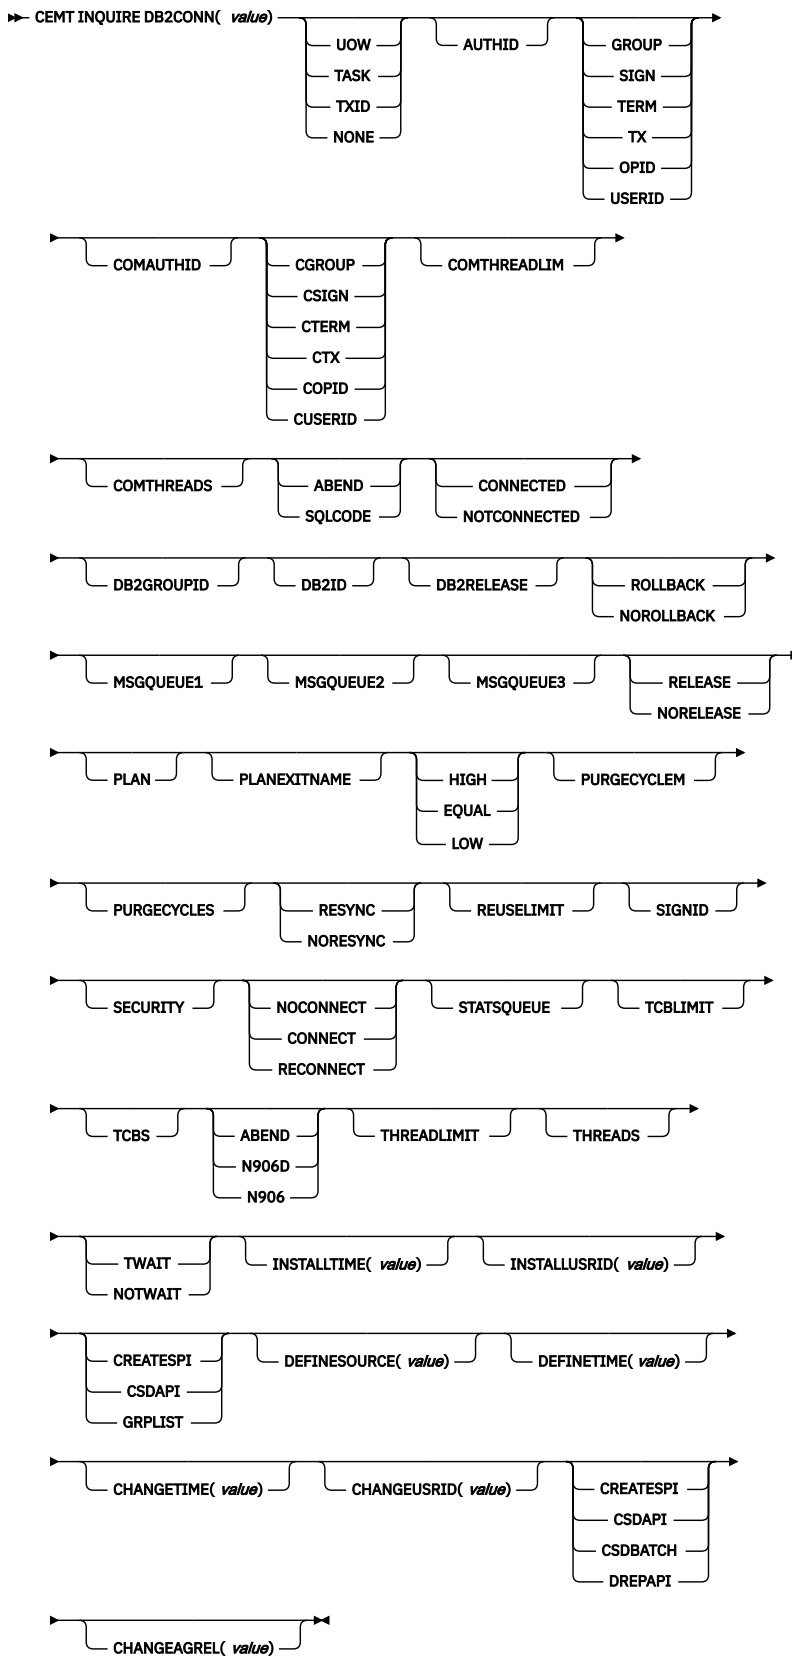 CEMT INQUIRE DB2CONN( value)
UOW AUTHID GROUP
TASK SIGN
TXID TERM
NONE TX
OPID
USERID
COMAUTHID CGROUP COMTHREADLIM
CSIGN
CTERM
CTX
COPID
CUSERID
COMTHREADS ABEND CONNECTED
SQLCODE NOTCONNECTED
DB2GROUPID DB2ID DB2RELEASE ROLLBACK
NOROLLBACK
MSGQUEUE1 MSGQUEUE2 MSGQUEUE3 RELEASE
NORELEASE
PLAN PLANEXITNAME HIGH PURGECYCLEM
EQUAL
LOW
PURGECYCLES RESYNC REUSELIMIT SIGNID
NORESYNC
SECURITY NOCONNECT STATSQUEUE TCBLIMIT
CONNECT
RECONNECT
TCBS ABEND THREADLIMIT THREADS
N906D
N906
TWAIT INSTALLTIME( value) INSTALLUSRID( value)
NOTWAIT
CREATESPI DEFINESOURCE( value) DEFINETIME( value)
CSDAPI
GRPLIST
CHANGETIME( value) CHANGEUSRID( value) CREATESPI
CSDAPI
CSDBATCH
DREPAPI
CHANGEAGREL( value)